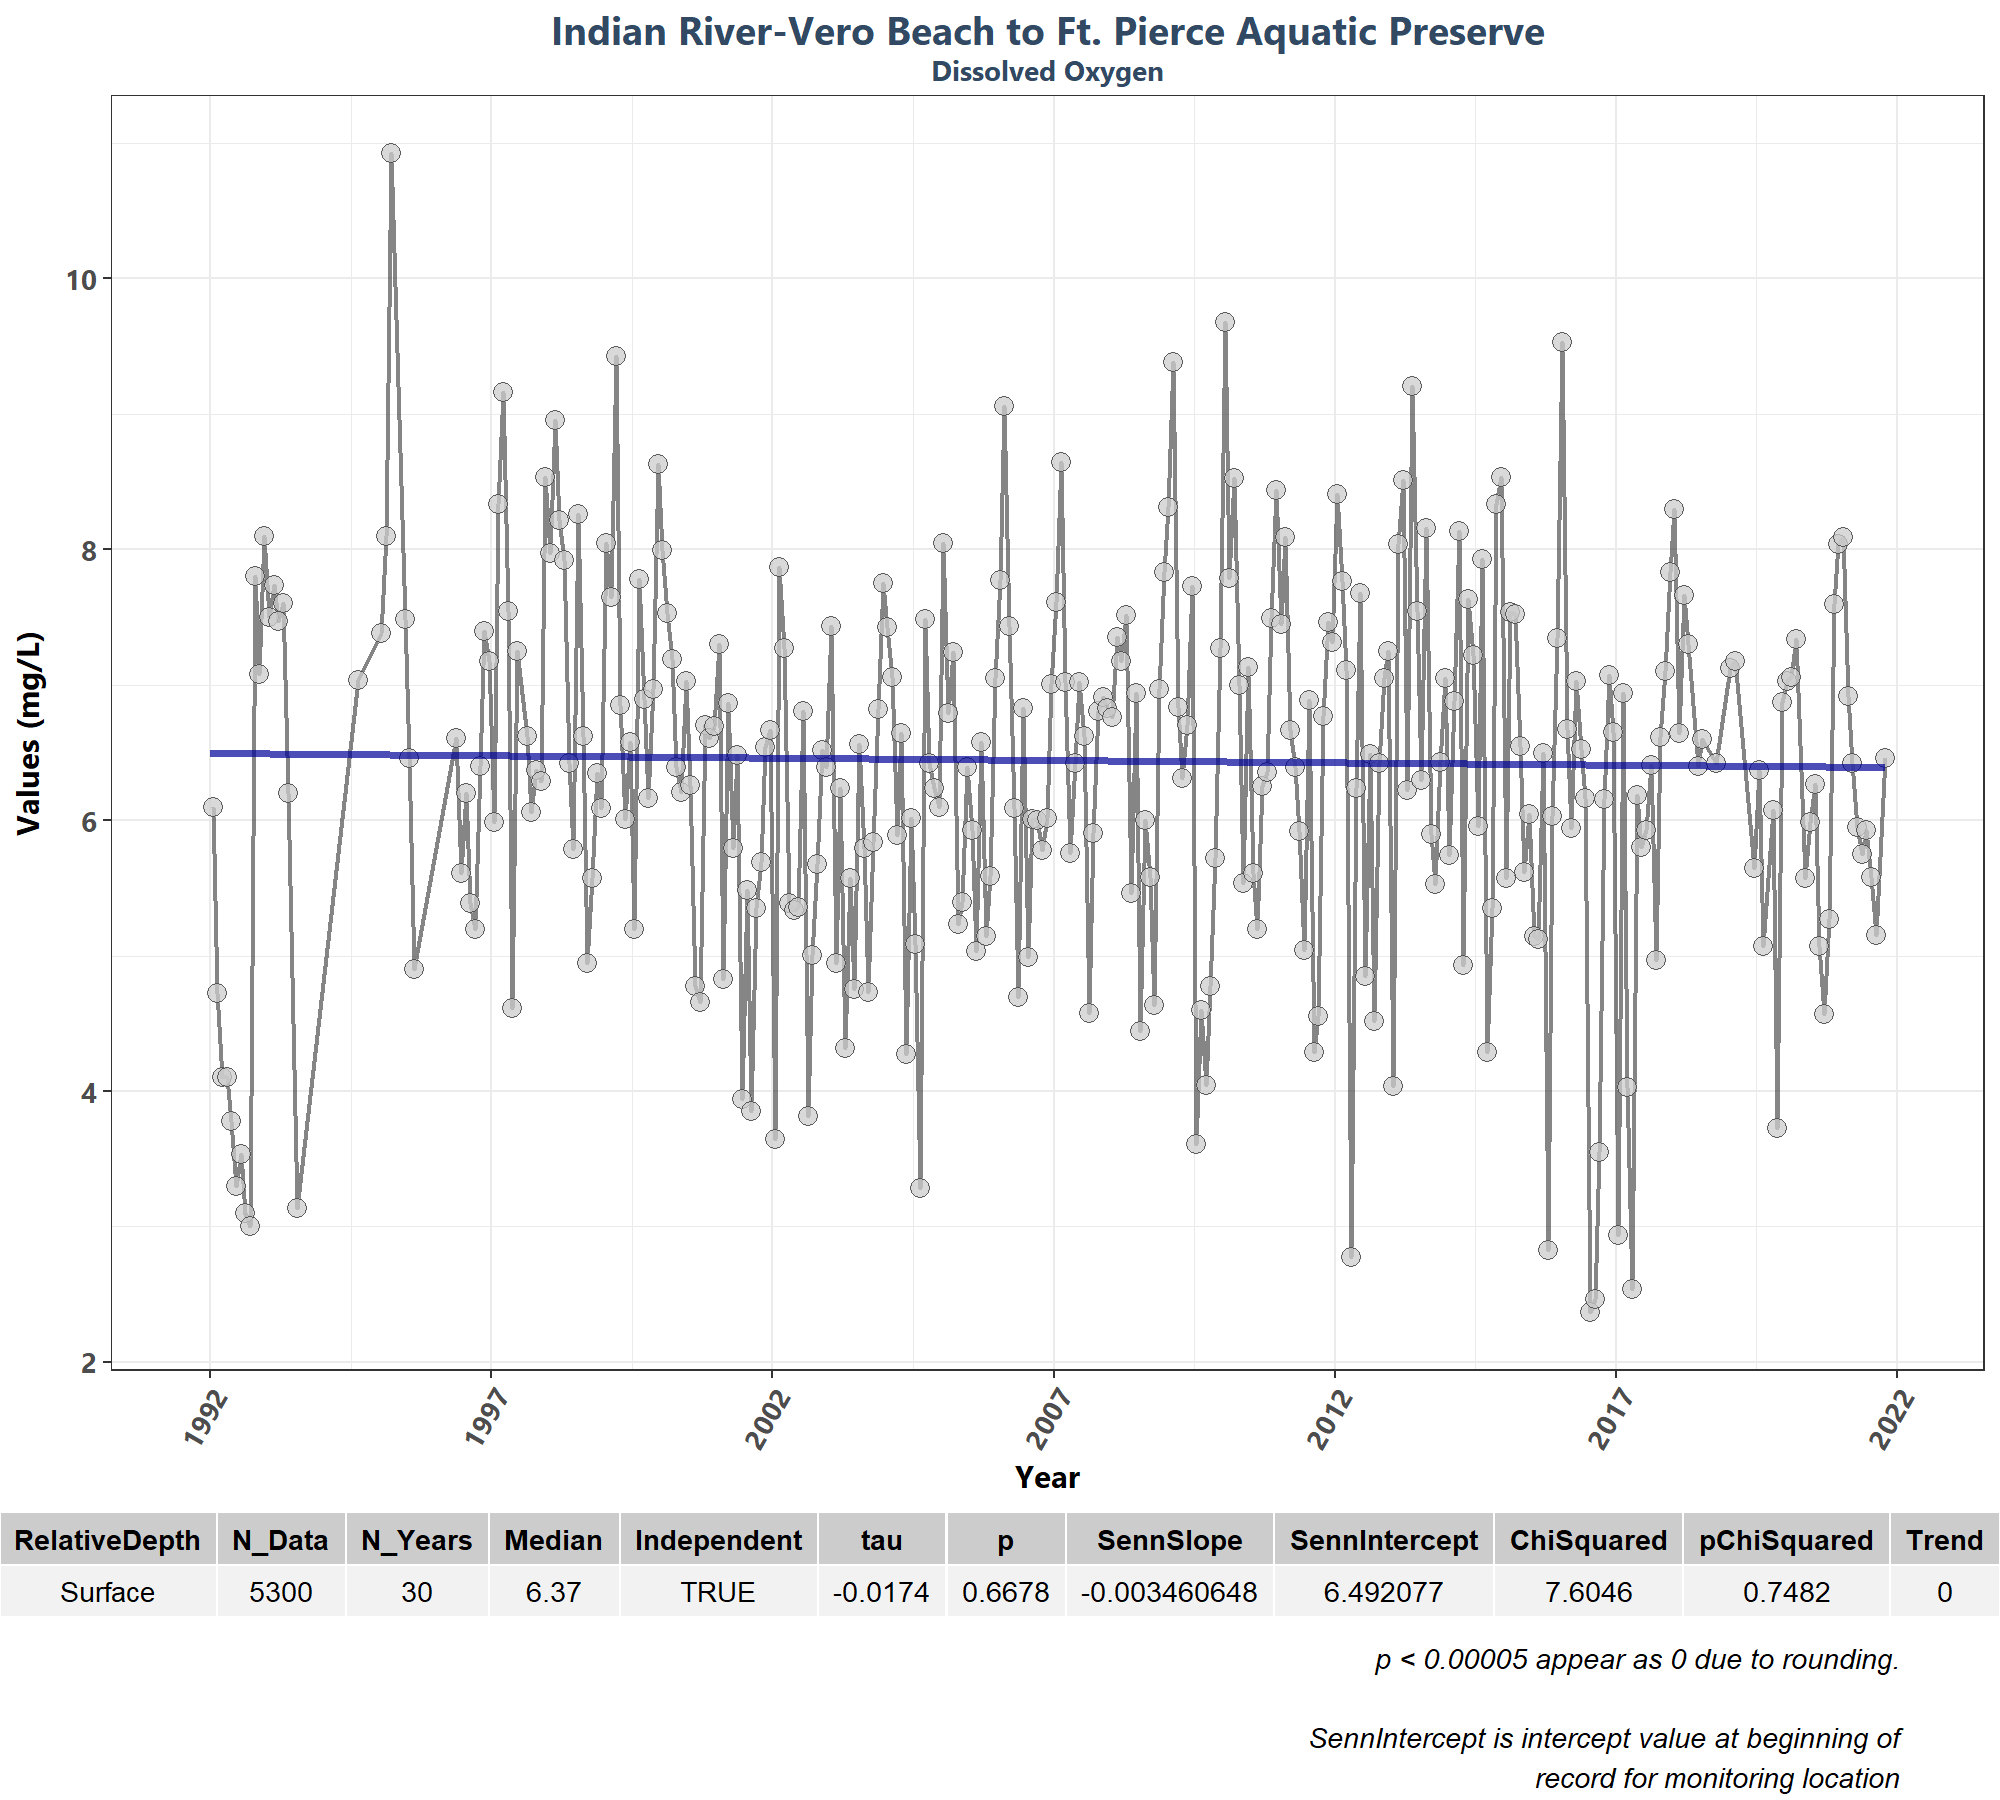 Indian River-Vero Beach to Ft. Pierce Aquatic Preserve
Dissolved Oxygen
Values (mg/L)
10
8
6
4
2
1992 1997 2002 2007 2012 2017 2022
Year
RelativeDepth N_Data N_Years Median Independent tau p SennSlope SennIntercept ChiSquared pChiSquared Trend
Surface 5300 30 6.37 TRUE -0.0174 0.6678 -0.003460648 6.492077 7.6046 0.7482 0
p < 0.00005 appear as 0 due to rounding.
SennIntercept is intercept value at beginning of
record for monitoring location